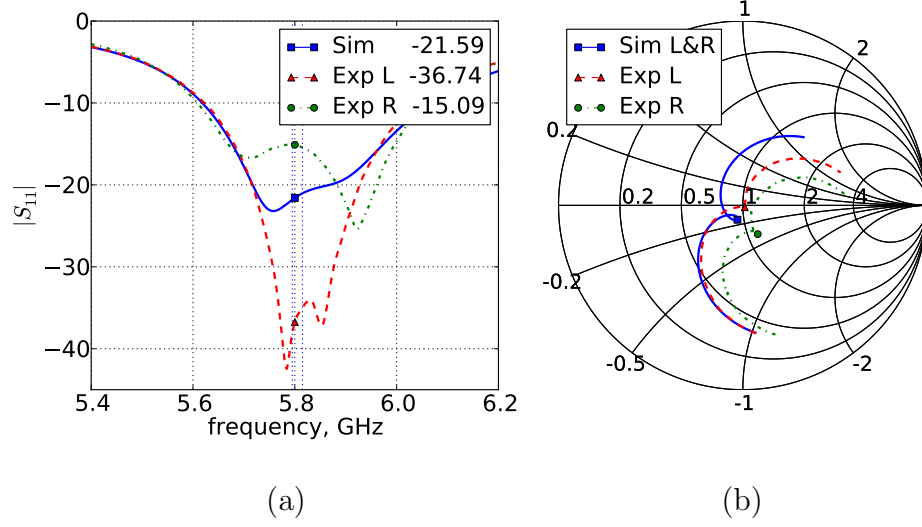 0
−10
−20
−30
−40
|S11|
5.4 5.6 5.8 6.0 6.2
frequency, GHz
Sim -21.59
Exp L -36.74
Exp R -15.09
(a)
Sim L&R
Exp L
Exp R
1
2
0.2
0.2 0.5 1 2 4
-0.2
-0.5
-1
-2
(b)